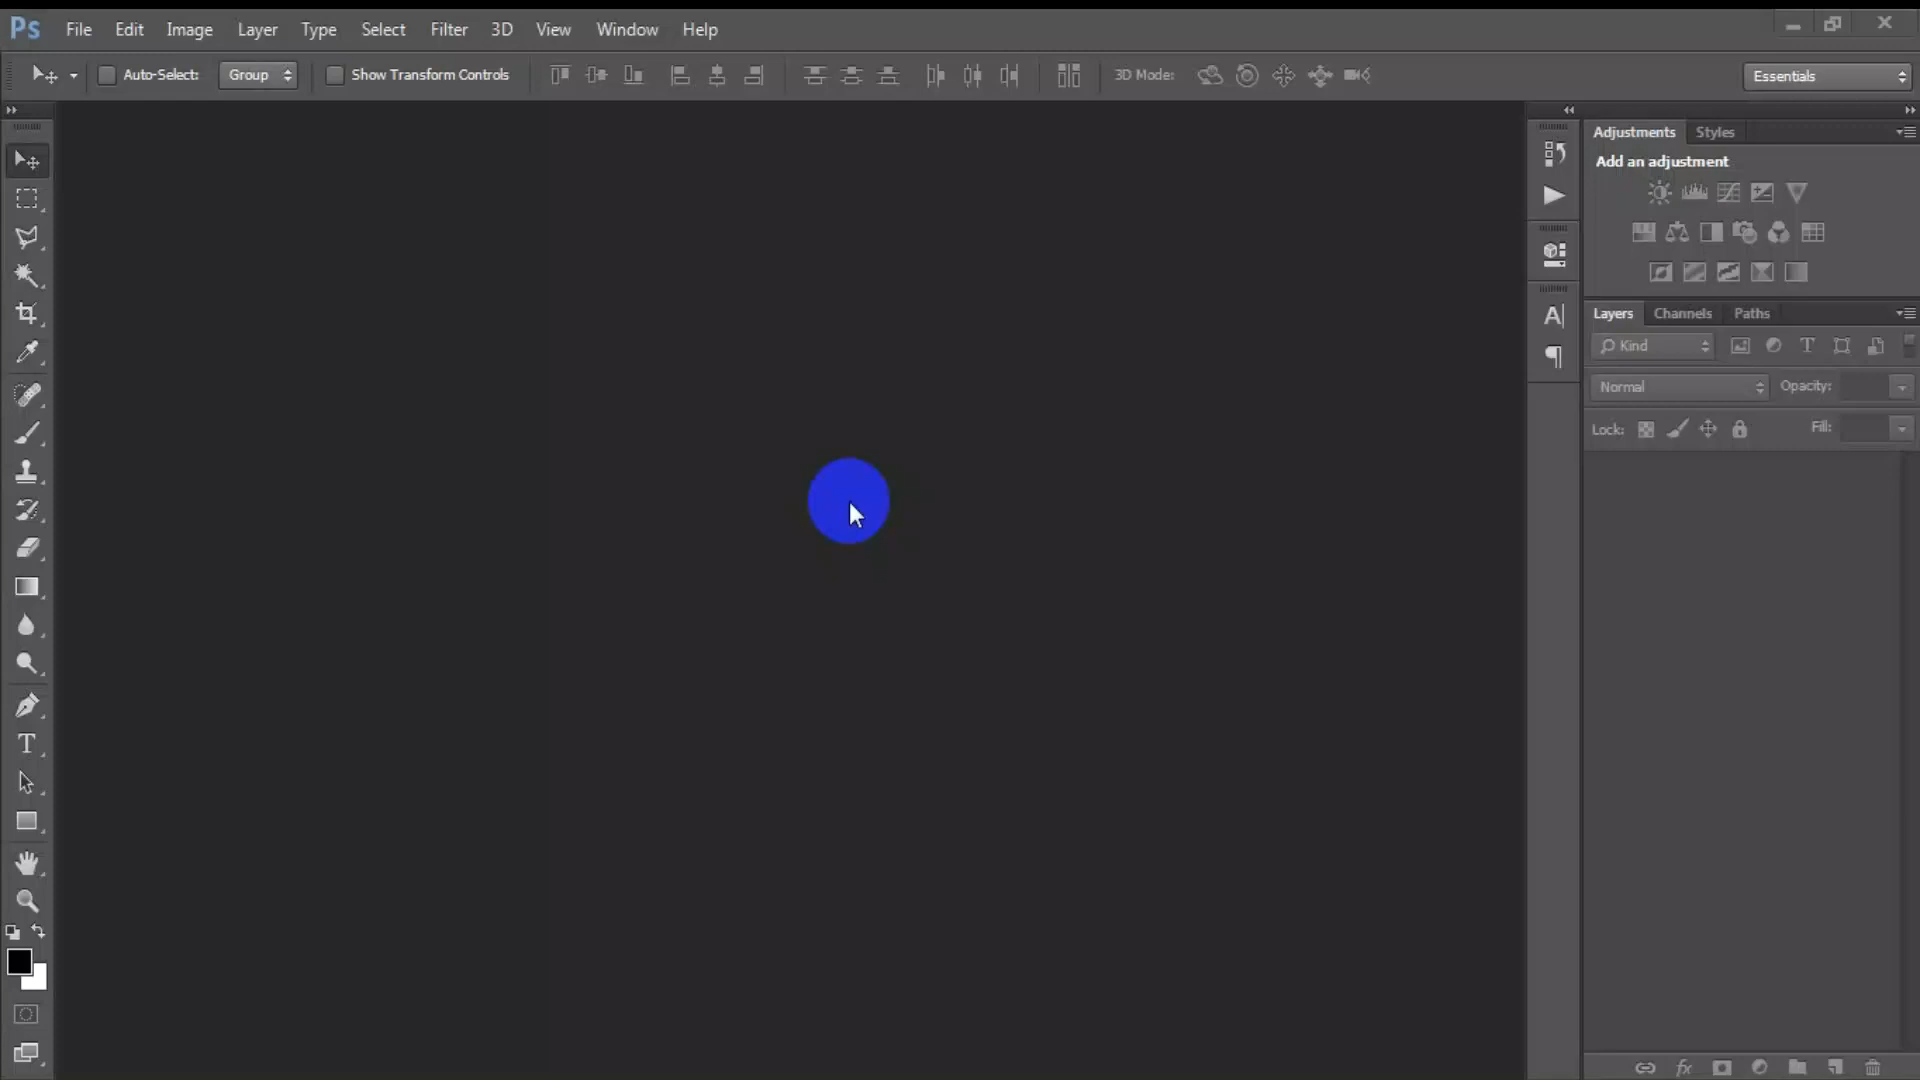 Ps File Edit Image Layer Type Select Filter 3D View Window Help
Auto-Select: Group Show Transform Controls 3D Mode: Essentials
Adjustments Styles
Add an adjustment
Layers Channels Paths
Kind
Normal Opacity:
Lock: Fill: